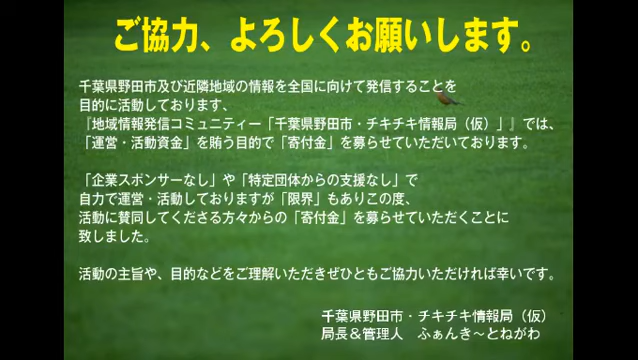 ご協力、よろしくお願いします。
千葉県野田市及び近隣地域の情報を全国に向けて発信することを
目的に活動しております、
『地域情報発信コミュニティー「千葉県野田市・チキチキ情報局（仮）」』では、
「運営・活動資金」を賄う目的で「寄付金」を募らせていただいております。
「企業スポンサーなし」や「特定団体からの支援なし」で
自力で運営・活動しておりますが「限界」もありこの度、
活動に賛同してくださる方々からの「寄付金」を募らせていただくことに
致しました。
活動の主旨や、目的などをご理解いただきぜひともご協力いただければ幸いです。
千葉県野田市・チキチキ情報局（仮）
局長＆管理人　ふぁんき～とねがわ